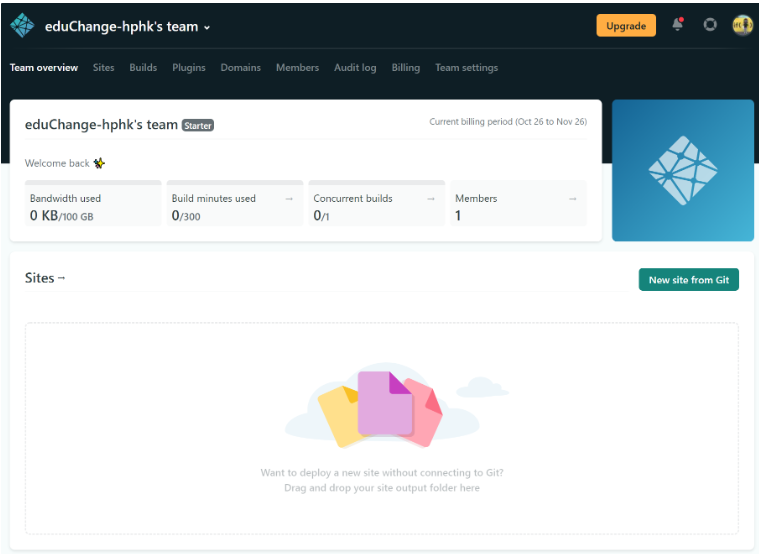 eduChange-hphk's team
Upgrade
Team overview Sites Builds Plugins Domains Members Audit log Billing Team settings
eduChange-hphk's team Starter
Current billing period (Oct 26 to Nov 26)
Welcome back ✨
Bandwidth used
0 KB/100 GB
Build minutes used →
0/300
Concurrent builds →
0/1
Members →
1
Sites →
New site from Git
Want to deploy a new site without connecting to Git?
Drag and drop your site output folder here